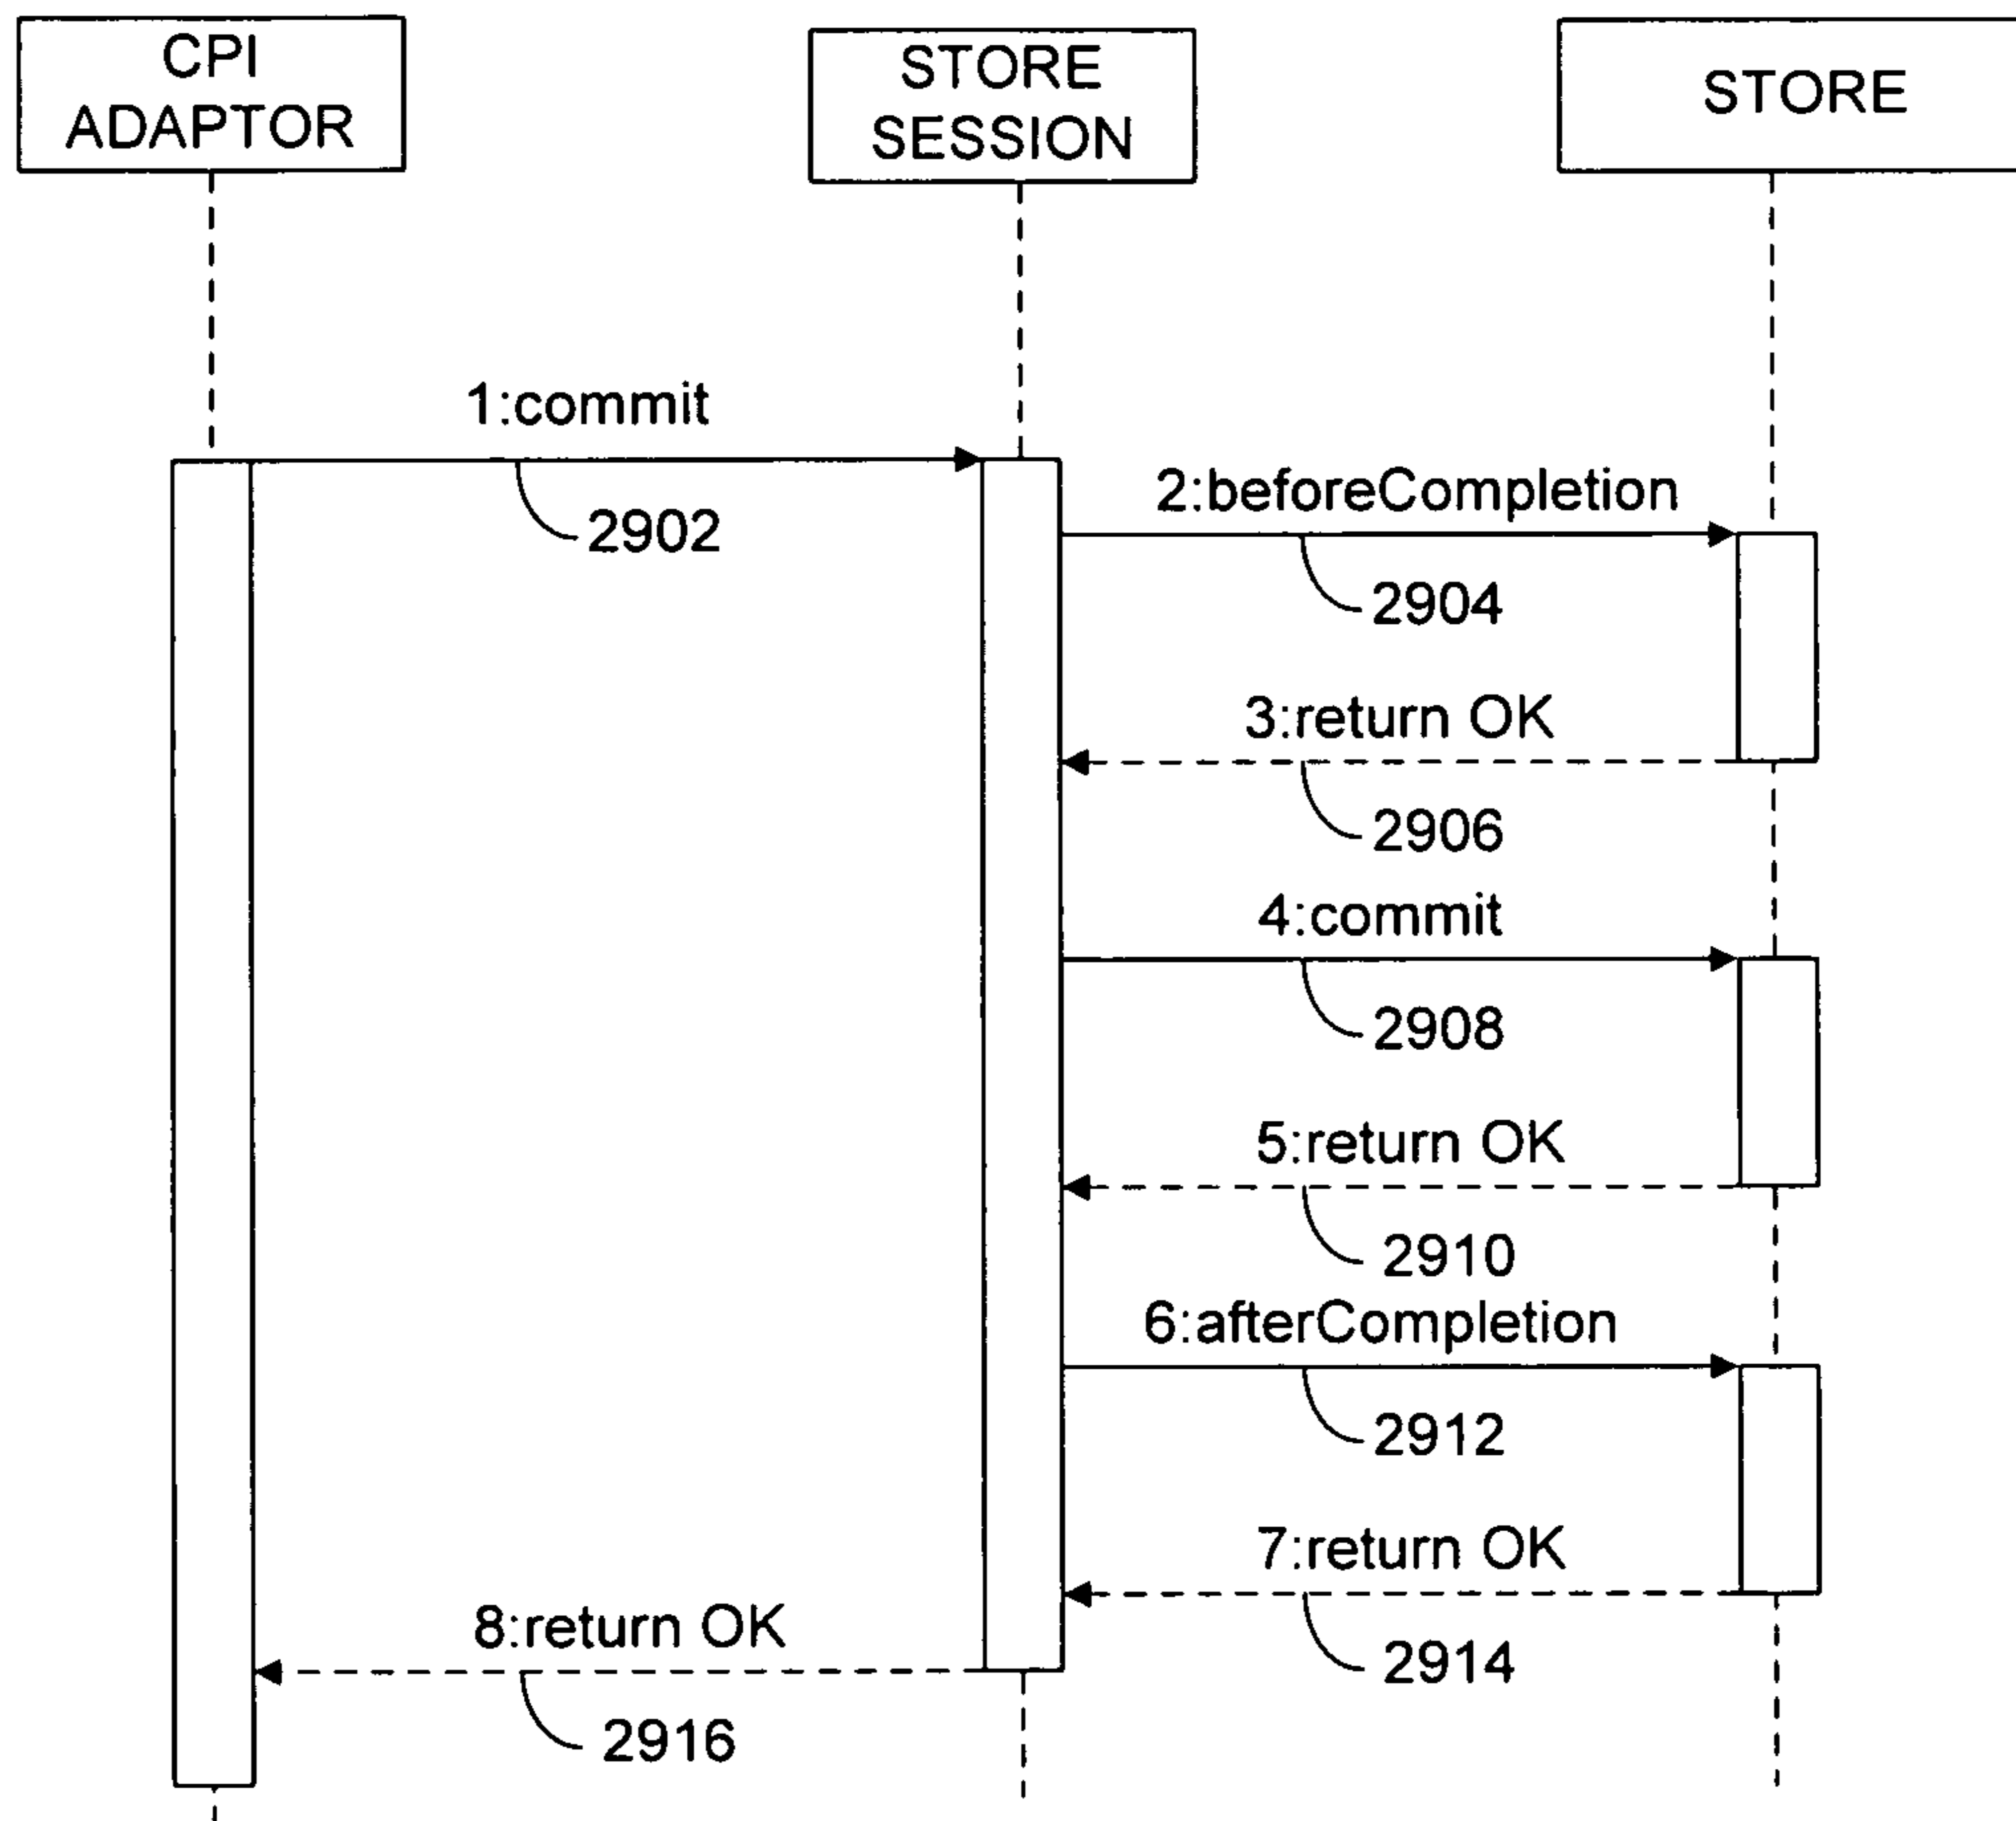 CPI
ADAPTOR
STORE
SESSION
STORE
1:commit
2902
2:beforeCompletion
2904
3:return OK
2906
4:commit
2908
5:return OK
2910
6:afterCompletion
2912
7:return OK
2914
8:return OK
2916